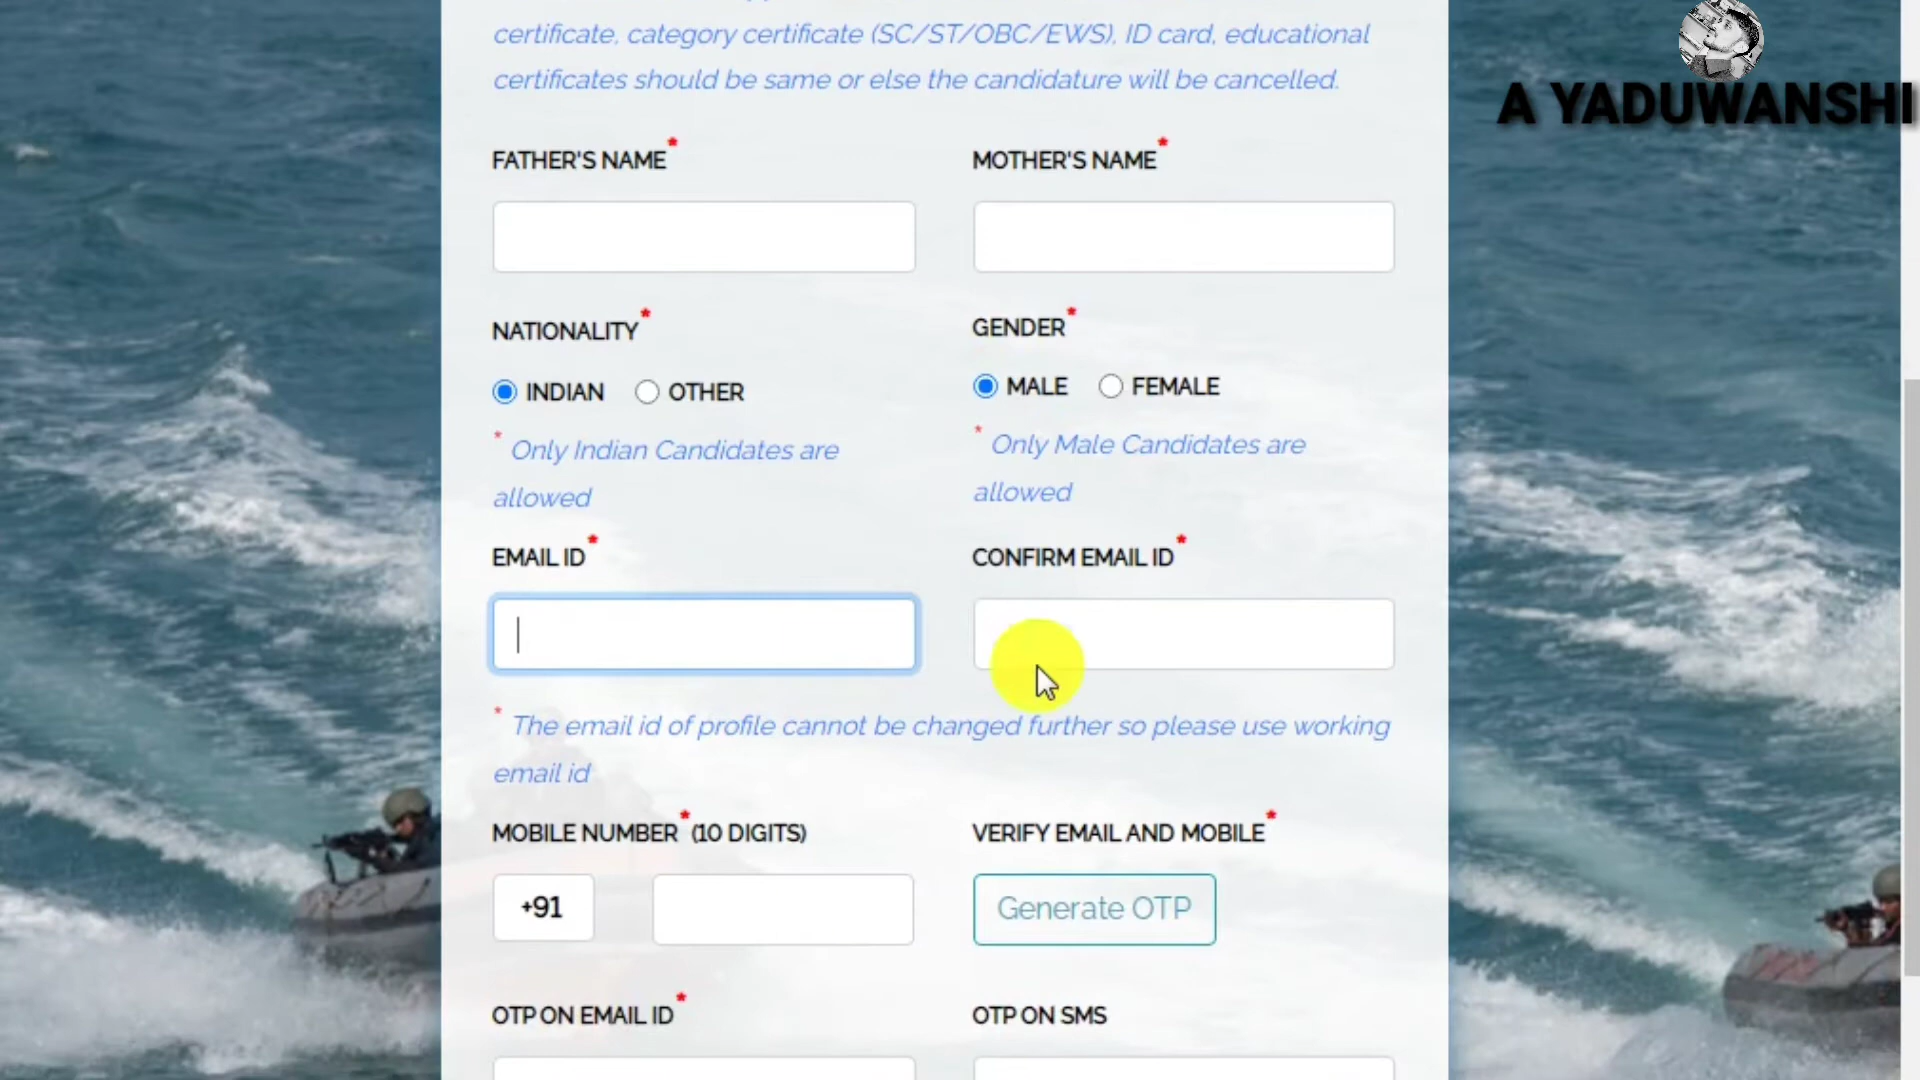 certificate, category certificate (SC/ST/OBC/EWS), ID card, educational
certificates should be same or else the candidature will be cancelled.
A YADUWANSHI
FATHER'S NAME*
MOTHER'S NAME*
NATIONALITY*
GENDER*
INDIAN
OTHER
MALE
FEMALE
* Only Indian Candidates are
allowed
* Only Male Candidates are
allowed
EMAIL ID*
CONFIRM EMAIL ID*
* The email id of profile cannot be changed further so please use working
email id
MOBILE NUMBER* (10 DIGITS)
VERIFY EMAIL AND MOBILE*
+91
Generate OTP
OTP ON EMAIL ID*
OTP ON SMS